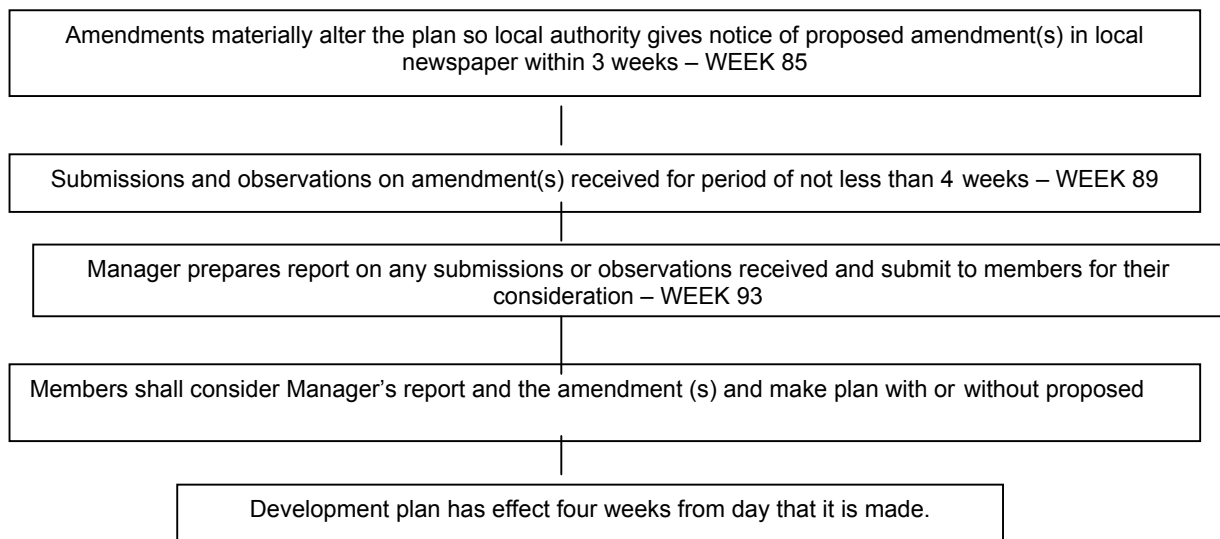 Amendments materially alter the plan so local authority gives notice of proposed amendment(s) in local
newspaper within 3 weeks – WEEK 85
Submissions and observations on amendment(s) received for period of not less than 4 weeks – WEEK 89
Manager prepares report on any submissions or observations received and submit to members for their
consideration – WEEK 93
Members shall consider Manager’s report and the amendment (s) and make plan with or without proposed
Development plan has effect four weeks from day that it is made.